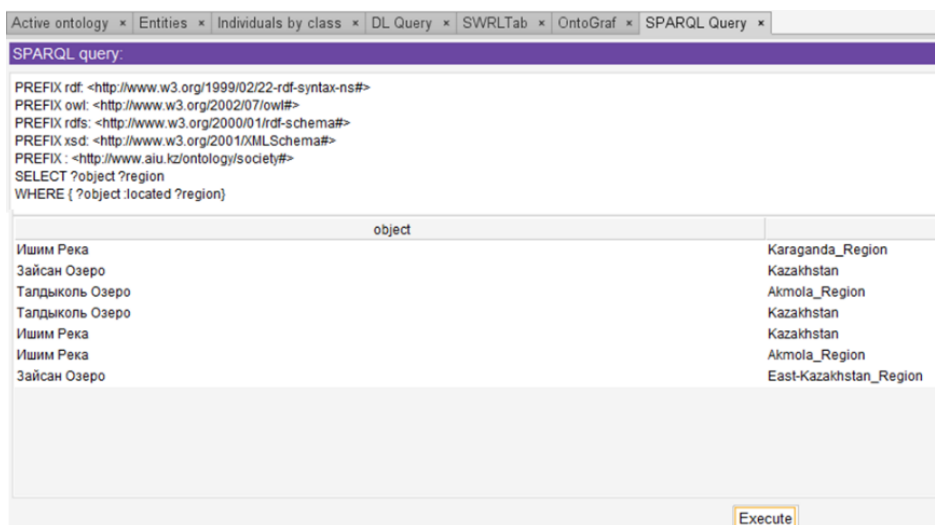 Active ontology × Entities × Individuals by class × DL Query × SWRLTab × OntoGraf × SPARQL Query ×
SPARQL query:
PREFIX rdf: <http://www.w3.org/1999/02/22-rdf-syntax-ns#>
PREFIX owl: <http://www.w3.org/2002/07/owl#>
PREFIX rdfs: <http://www.w3.org/2000/01/rdf-schema#>
PREFIX xsd: <http://www.w3.org/2001/XMLSchema#>
PREFIX : <http://www.aiu.kz/ontology/society#>
SELECT ?object ?region
WHERE { ?object :located ?region}
object
Ишим Река Karaganda_Region
Зайсан Озеро Kazakhstan
Талдыколь Озеро Akmola_Region
Талдыколь Озеро Kazakhstan
Ишим Река Kazakhstan
Ишим Река Akmola_Region
Зайсан Озеро East-Kazakhstan_Region
Execute